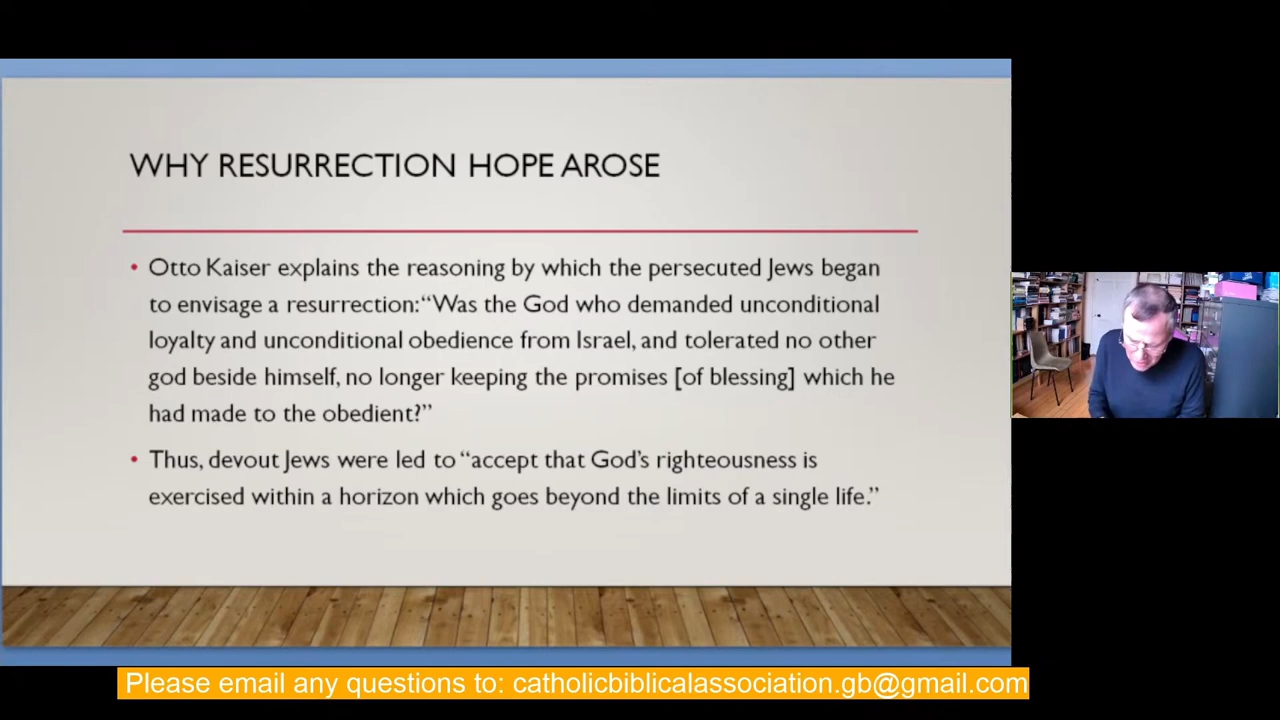 WHY RESURRECTION HOPE AROSE
• Otto Kaiser explains the reasoning by which the persecuted Jews began
to envisage a resurrection: “Was the God who demanded unconditional
loyalty and unconditional obedience from Israel, and tolerated no other
god beside himself, no longer keeping the promises [of blessing] which he
had made to the obedient?”
• Thus, devout Jews were led to “accept that God’s righteousness is
exercised within a horizon which goes beyond the limits of a single life.”
Please email any questions to: catholicbiblicalassociation.gb@gmail.com